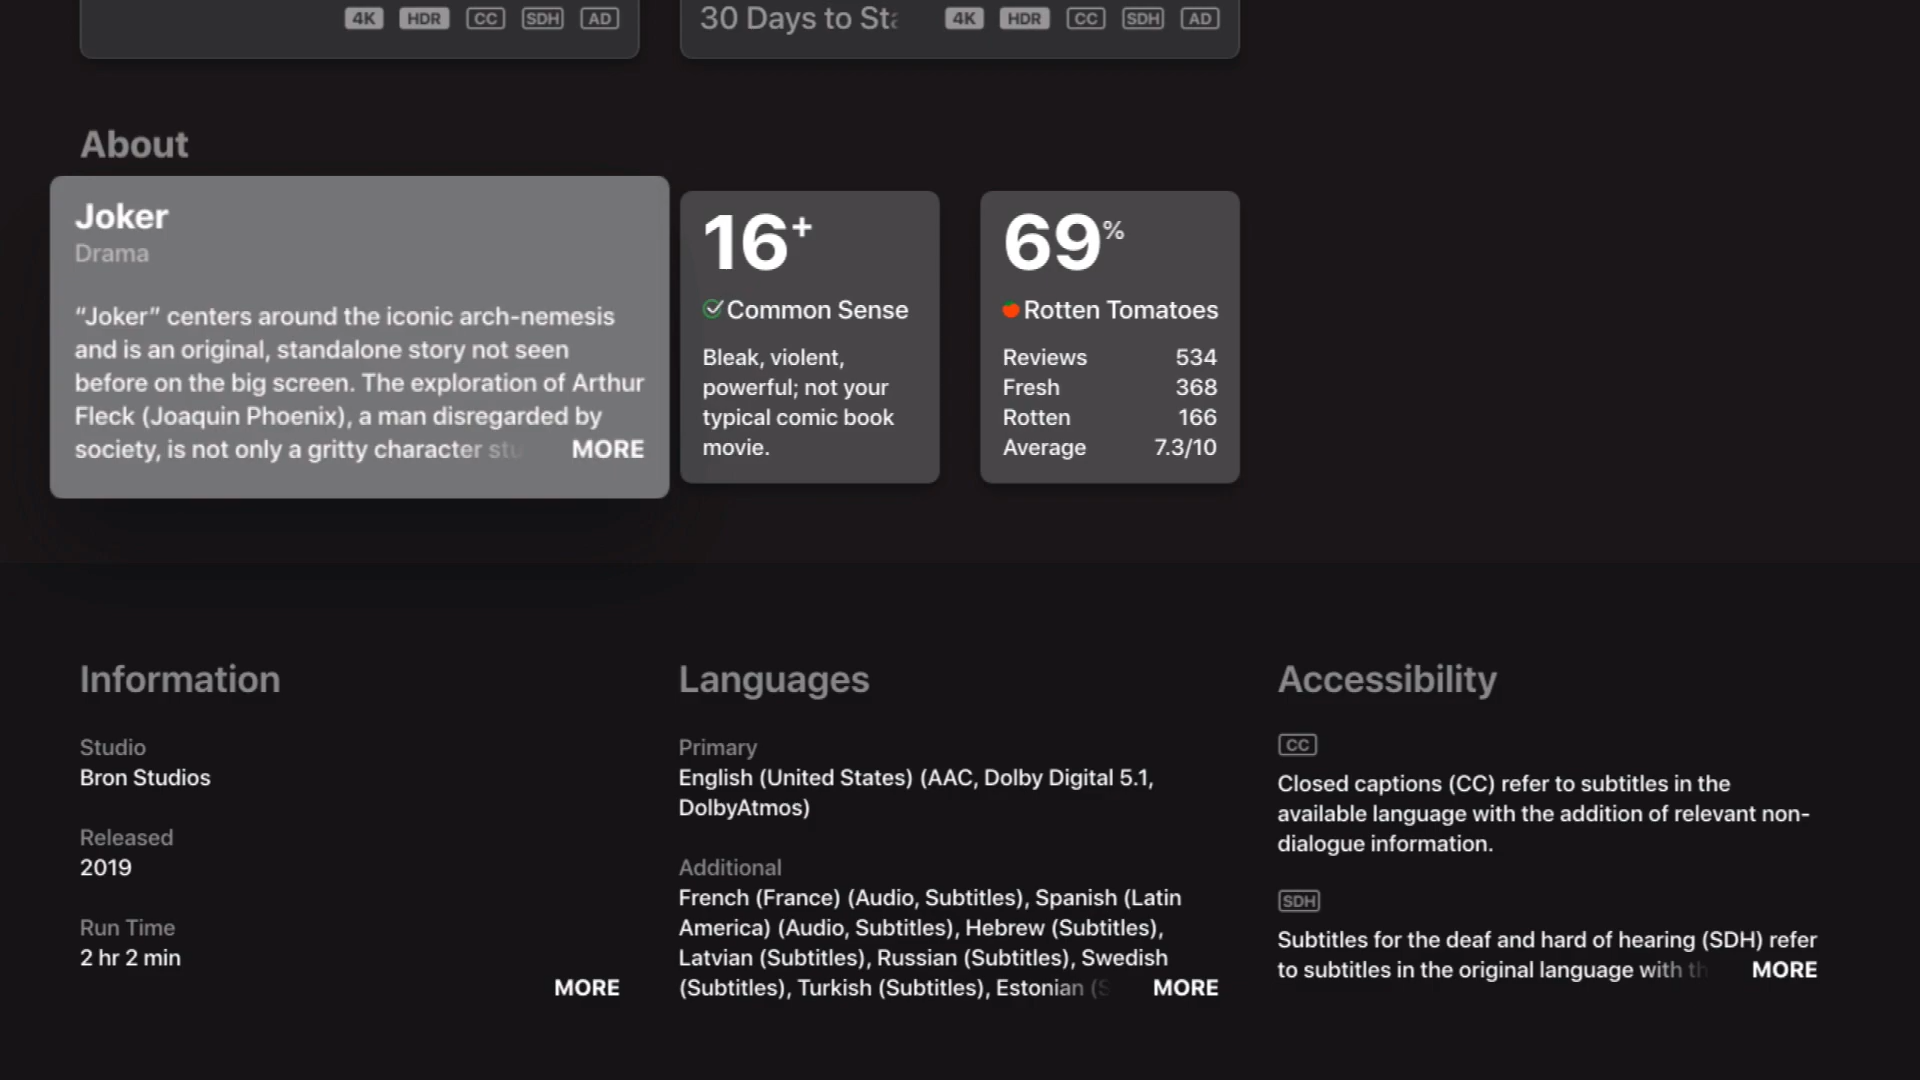 4K HDR CC SDH AD
30 Days to 4K HDR CC SDH AD
About
Joker
Drama
“Joker” centers around the iconic arch-nemesis
and is an original, standalone story not seen
before on the big screen. The exploration of Arthur
Fleck (Joaquin Phoenix), a man disregarded by
society, is not only a gritty character MORE
16+
Common Sense
Bleak, violent,
powerful; not your
typical comic book
movie.
69%
Rotten Tomatoes
Reviews 534
Fresh 368
Rotten 166
Average 7.3/10
Information
Studio
Bron Studios
Released
2019
Run Time
2 hr 2 min
MORE
Languages
Primary
English (United States) (AAC, Dolby Digital 5.1,
DolbyAtmos)
Additional
French (France) (Audio, Subtitles), Spanish (Latin
America) (Audio, Subtitles), Hebrew (Subtitles),
Latvian (Subtitles), Russian (Subtitles), Swedish
(Subtitles), Turkish (Subtitles), Estonian MORE
Accessibility
CC
Closed captions (CC) refer to subtitles in the
available language with the addition of relevant non-
dialogue information.
SDH
Subtitles for the deaf and hard of hearing (SDH) refer
to subtitles in the original language with MORE